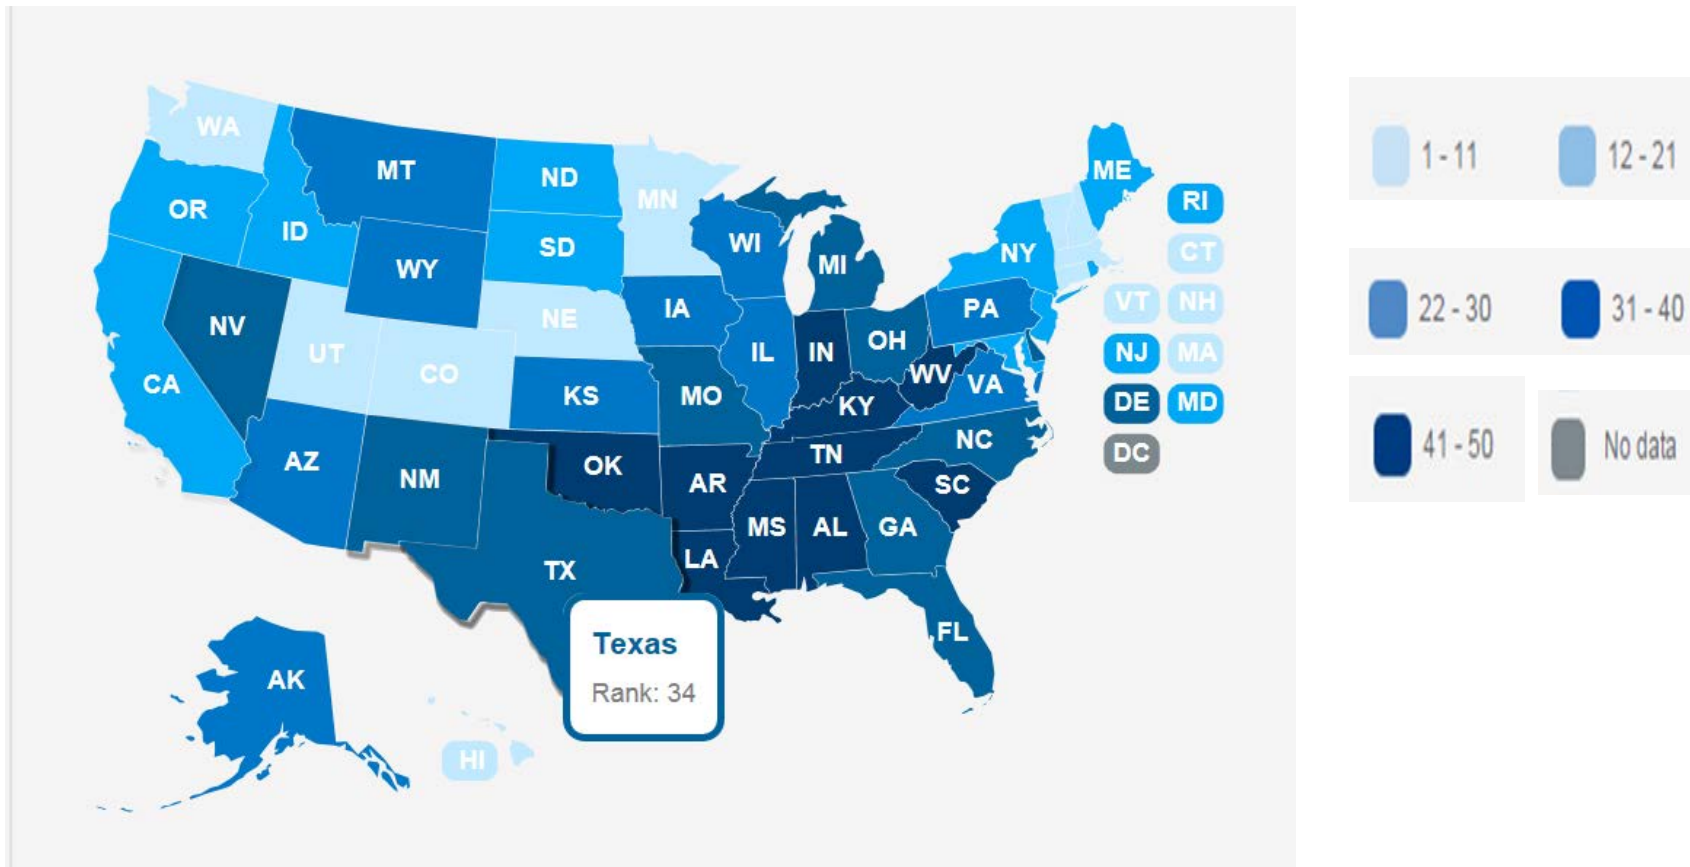 WA
MT
ND
MN
ME
OR
ID
SD
WI
MI
NY
RI
WY
CT
NV
UT
NE
IA
PA
VT
NH
CA
CO
IL
IN
OH
NJ
MA
KS
MO
WV
VA
KY
DE
MD
AZ
NM
OK
AR
TN
NC
DC
SC
MS
AL
GA
LA
TX
FL
Texas
Rank: 34
AK
HI
1 - 11
12 - 21
22 - 30
31 - 40
41 - 50
No data